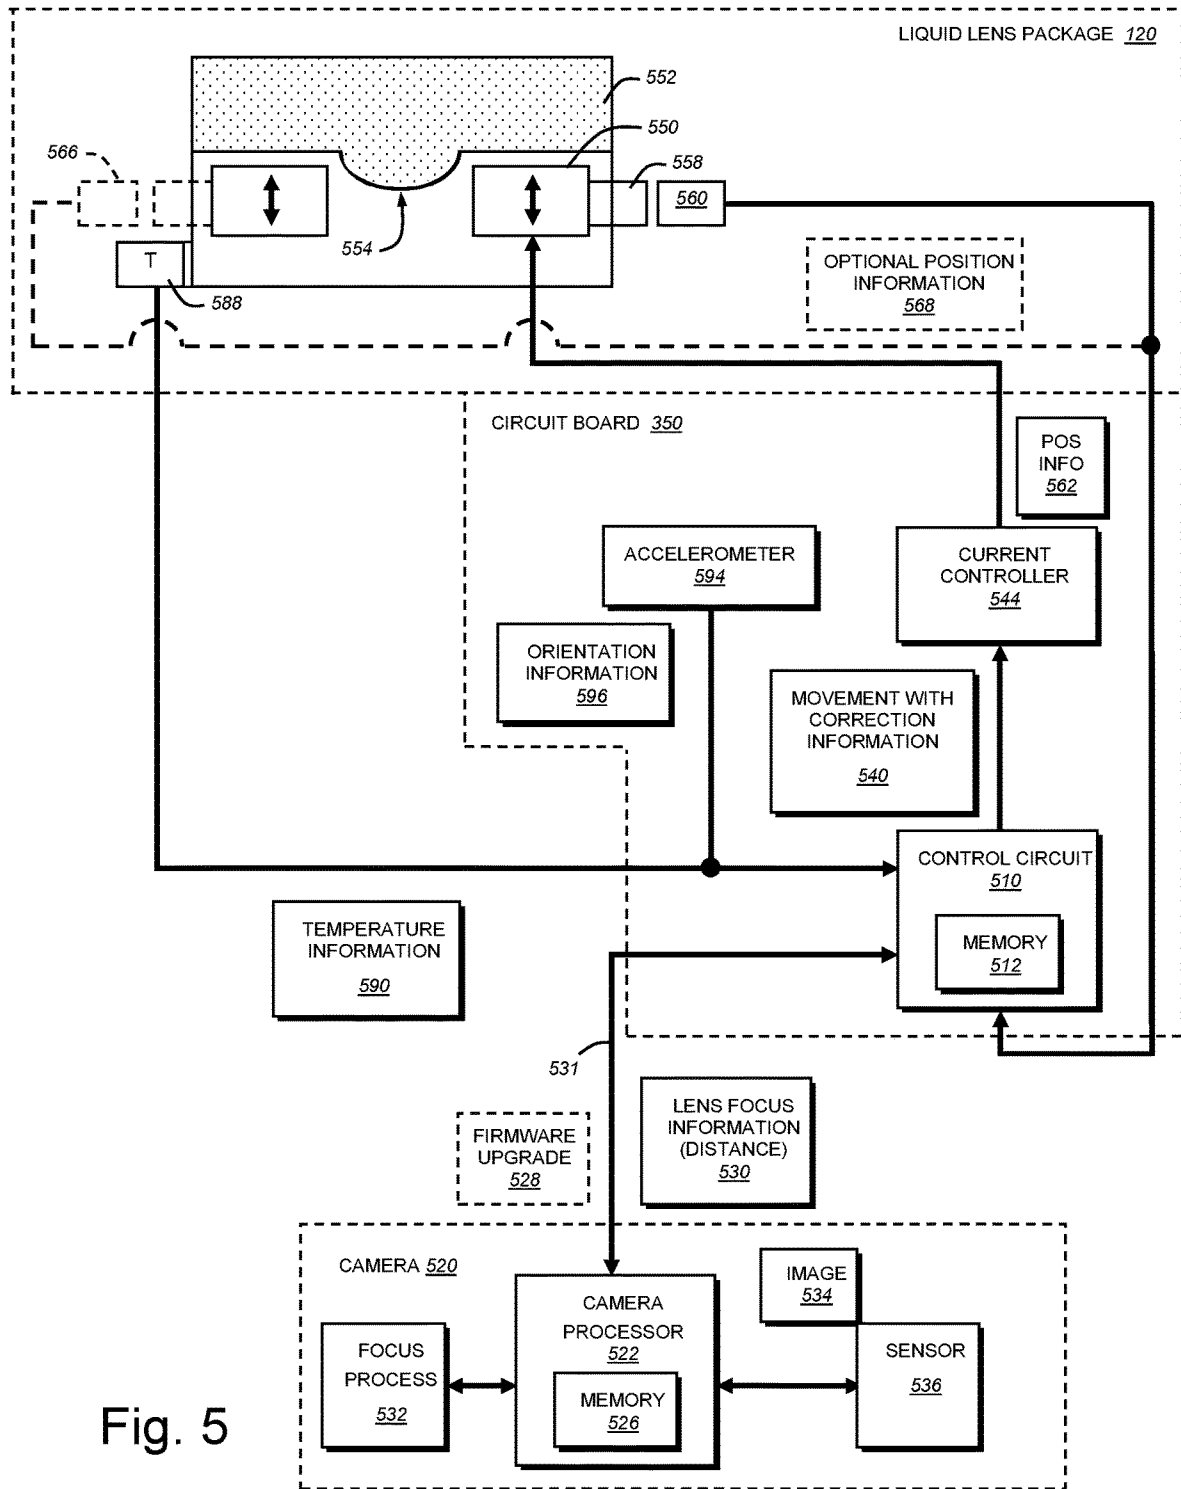 LIQUID LENS PACKAGE 120
552
550
566
558
560
554
T
588
OPTIONAL POSITION
INFORMATION
568
CIRCUIT BOARD 350
POS
INFO
562
ACCELEROMETER
594
CURRENT
CONTROLLER
544
ORIENTATION
INFORMATION
596
MOVEMENT WITH
CORRECTION
INFORMATION
540
CONTROL CIRCUIT
510
MEMORY
512
TEMPERATURE
INFORMATION
590
531
LENS FOCUS
INFORMATION
(DISTANCE)
530
FIRMWARE
UPGRADE
528
CAMERA 520
IMAGE
534
CAMERA
PROCESSOR
522
MEMORY
526
FOCUS
PROCESS
532
SENSOR
536
Fig. 5